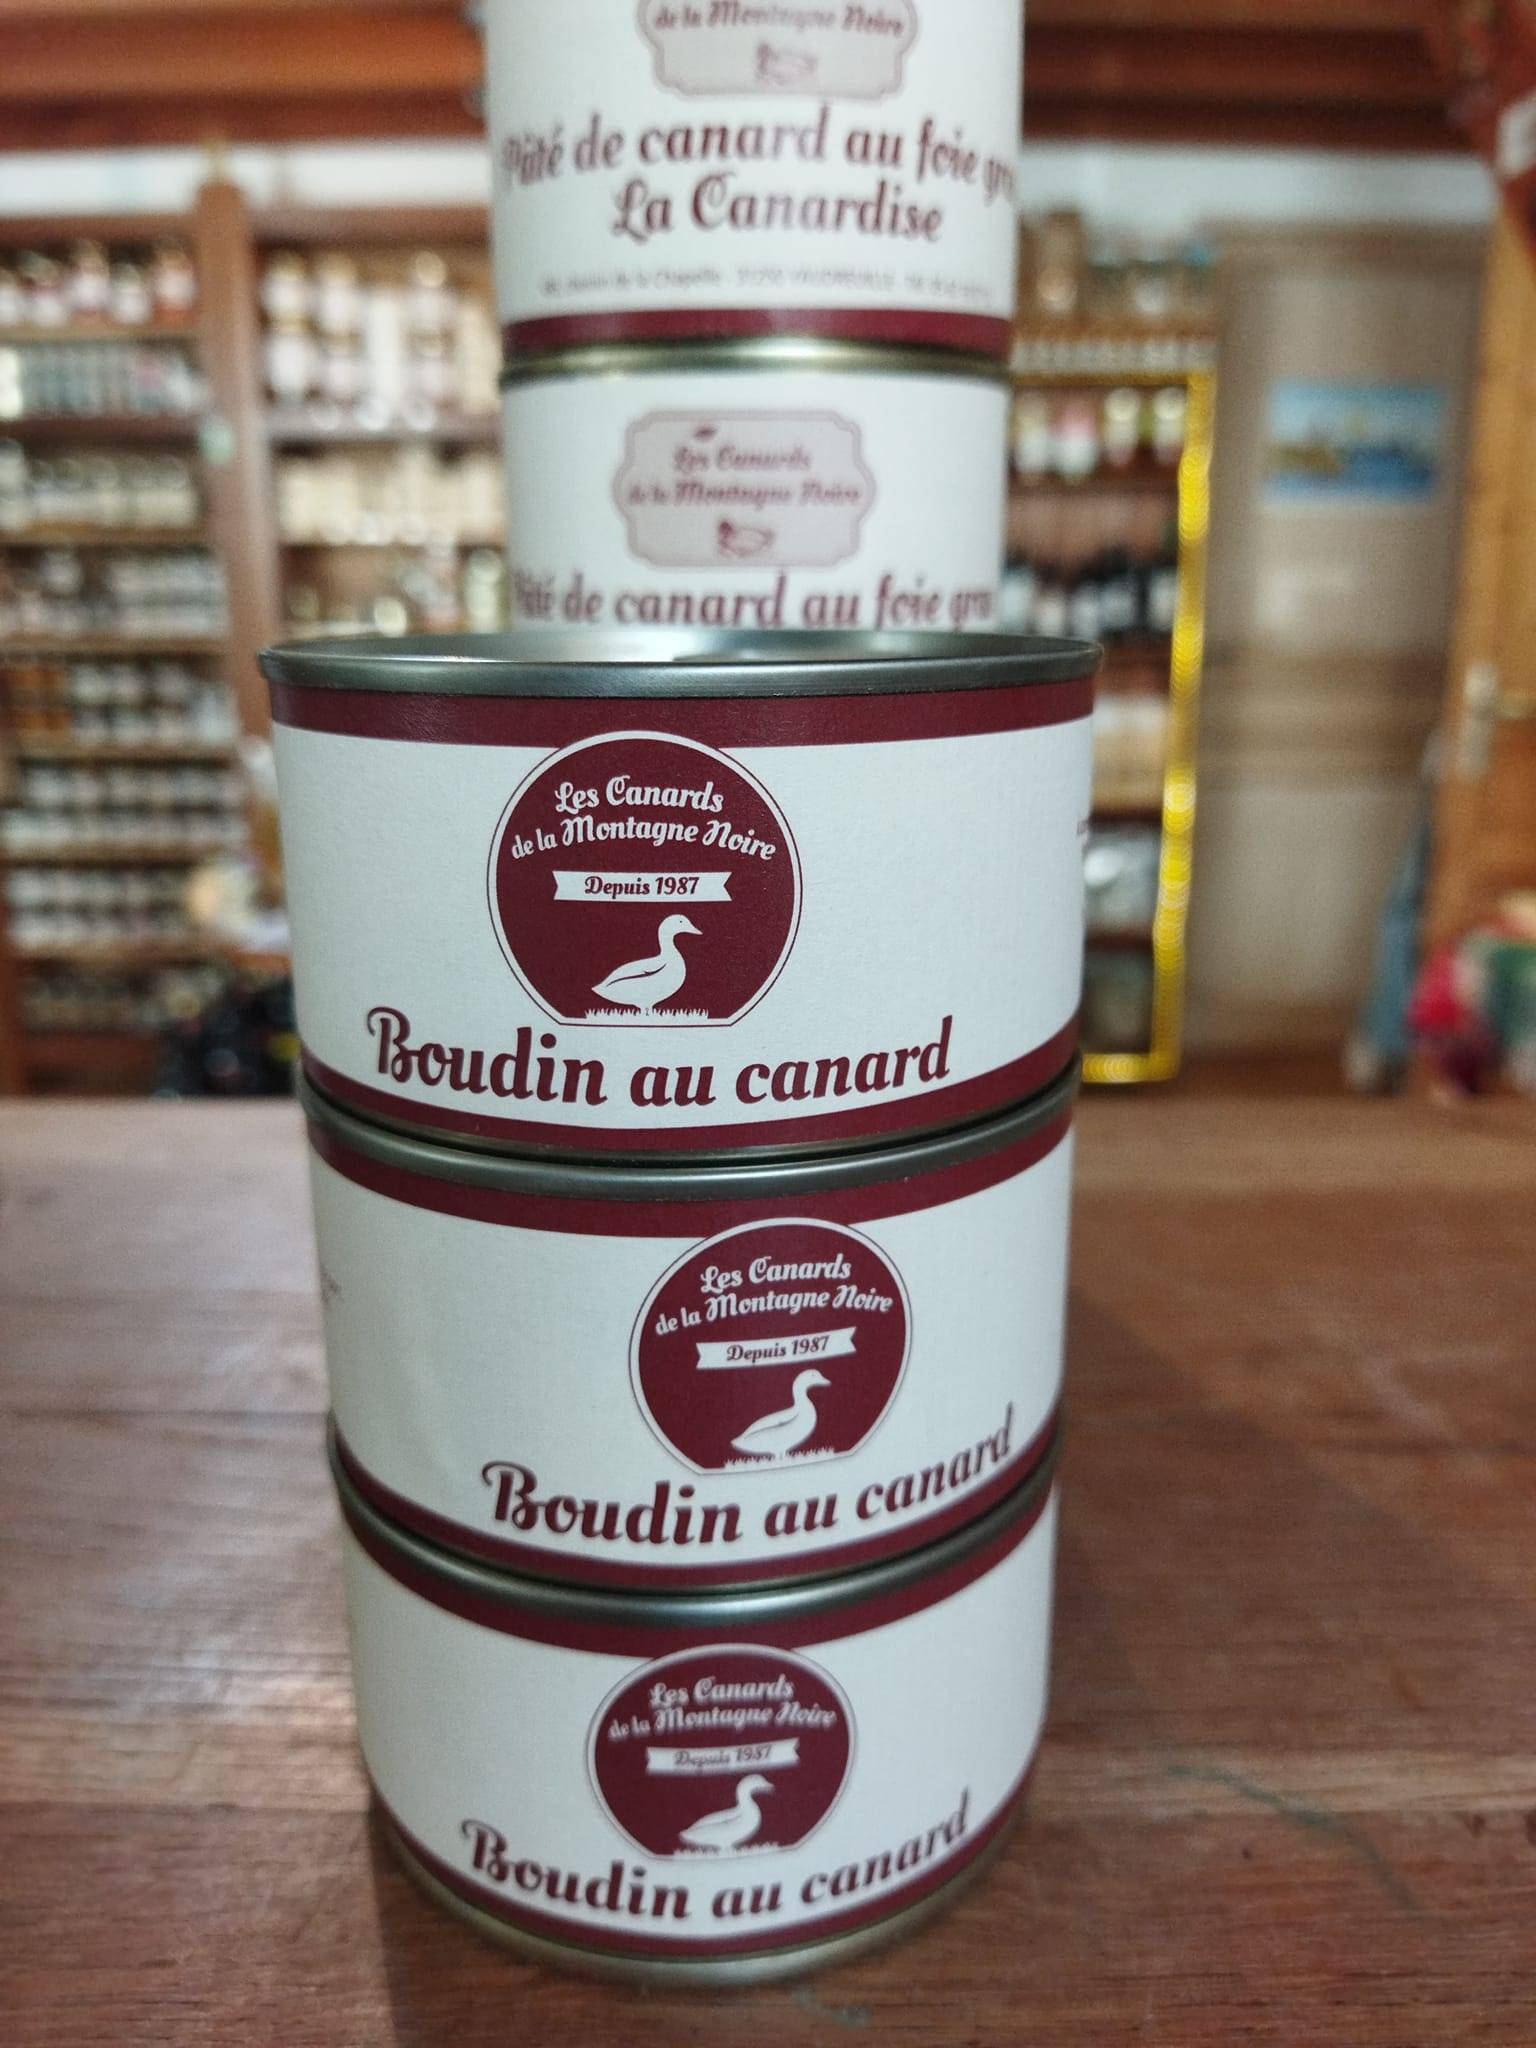 de la Montagne Noire
Pâté de canard au foie gras
La Canardise
Les Canards
de la Montagne Noire
Pâté de canard au foie gras
Les Canards
de la Montagne Noire
Depuis 1987
Boudin au canard
Les Canards
de la Montagne Noire
Depuis 1987
Boudin au canard
Les Canards
de la Montagne Noire
Depuis 1987
Boudin au canard